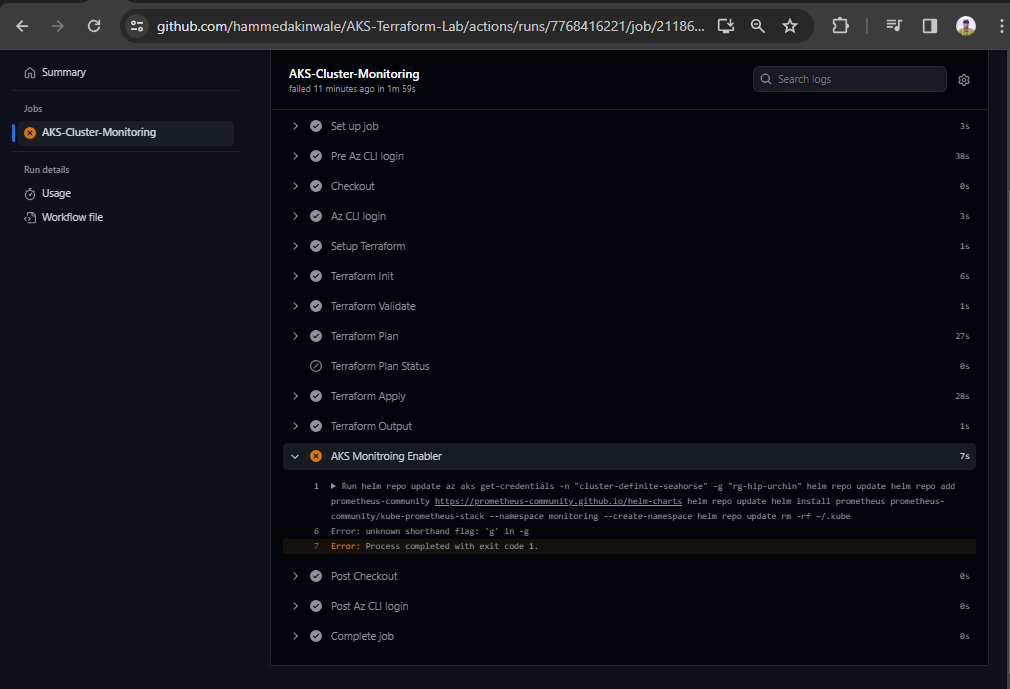 github.com/hammedakinwale/AKS-Terraform-Lab/actions/runs/7768416221/job/21186...
Summary
Jobs
AKS-Cluster-Monitoring
Run details
Usage
Workflow file
AKS-Cluster-Monitoring
failed 11 minutes ago in 1m 59s
Search logs
Set up job 3s
Pre Az CLI login 38s
Checkout 0s
Az CLI login 3s
Setup Terraform 1s
Terraform Init 6s
Terraform Validate 1s
Terraform Plan 27s
Terraform Plan Status 0s
Terraform Apply 28s
Terraform Output 1s
AKS Monitroing Enabler 7s
1 ▶ Run helm repo update az aks get-credentials -n "cluster-definite-seahorse" -g "rg-hip-urchin" helm repo update helm repo add
prometheus-community https://prometheus-community.github.io/helm-charts helm repo update helm install prometheus prometheus-
community/kube-prometheus-stack --namespace monitoring --create-namespace helm repo update rm -rf ~/.kube
6 Error: unknown shorthand flag: 'g' in -g
7 Error: Process completed with exit code 1.
Post Checkout 0s
Post Az CLI login 0s
Complete job 0s